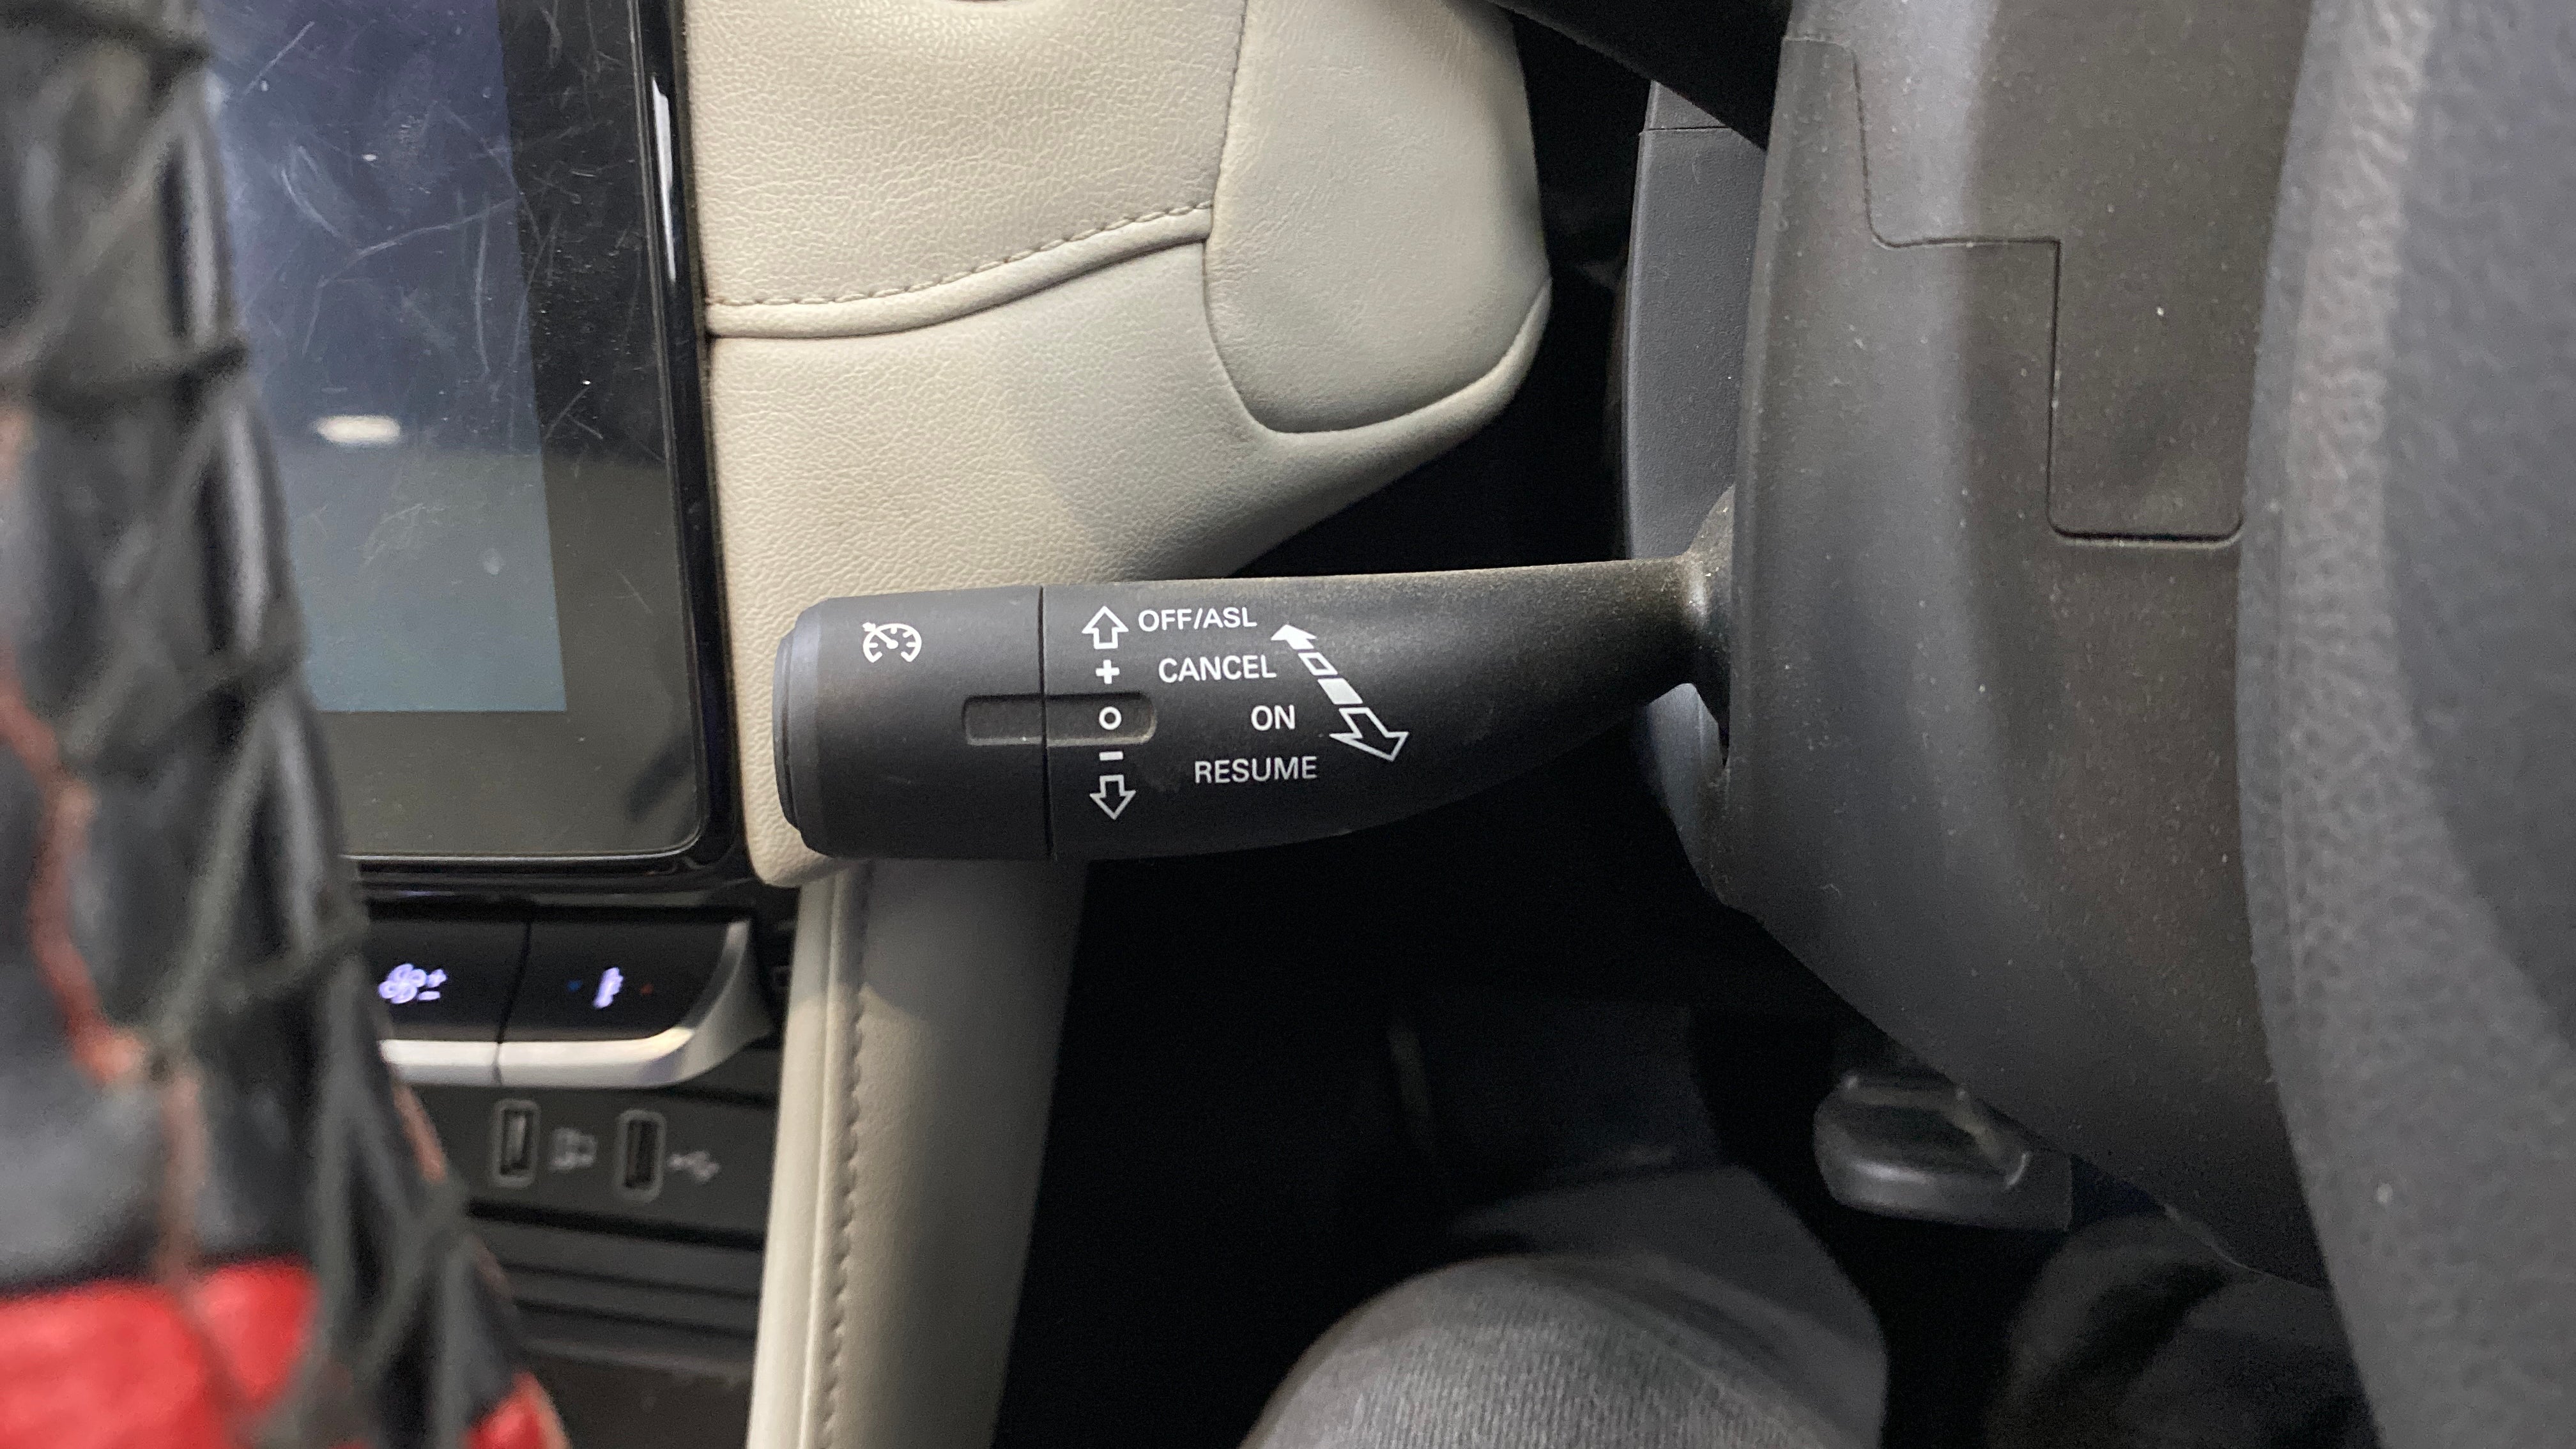 OFF/ASL
+ CANCEL
O ON
- RESUME